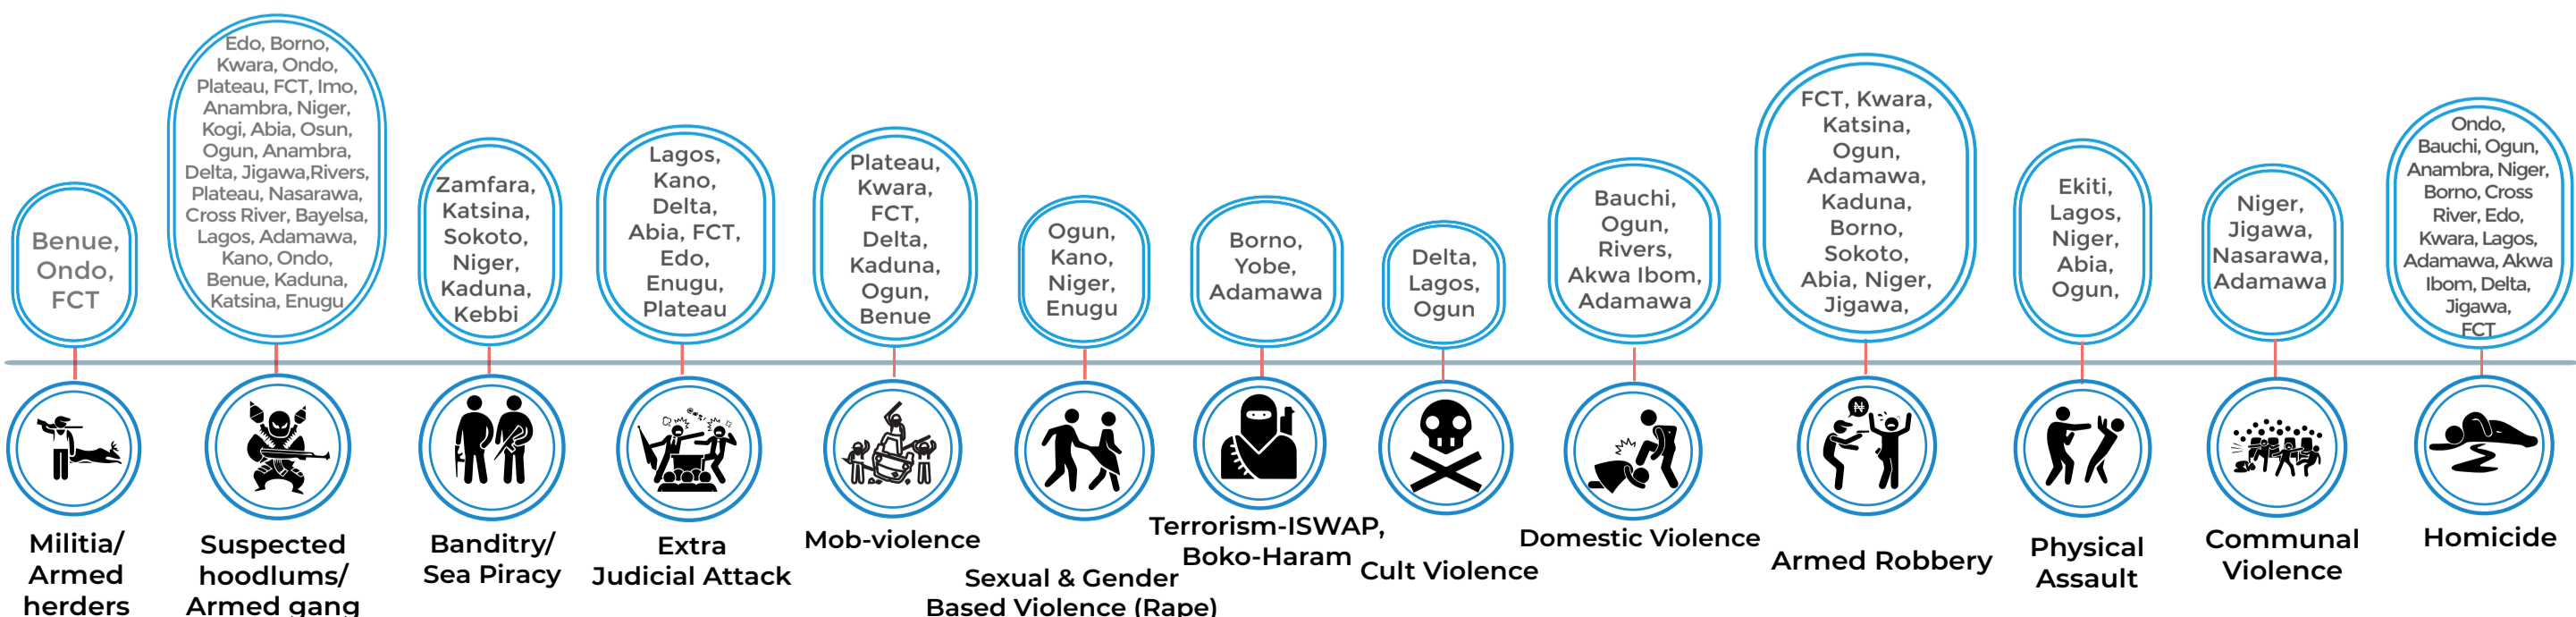 Benue,
Ondo,
FCT
Edo, Borno,
Kwara, Ondo,
Plateau, FCT, Imo,
Anambra, Niger,
Kogi, Abia, Osun,
Ogun, Anambra,
Delta, Jigawa,Rivers,
Plateau, Nasarawa,
Cross River, Bayelsa,
Lagos, Adamawa,
Kano, Ondo,
Benue, Kaduna,
Katsina, Enugu
Zamfara,
Katsina,
Sokoto,
Niger,
Kaduna,
Kebbi
Lagos,
Kano,
Delta,
Abia, FCT,
Edo,
Enugu,
Plateau
Plateau,
Kwara,
FCT,
Delta,
Kaduna,
Ogun,
Benue
Ogun,
Kano,
Niger,
Enugu
Borno,
Yobe,
Adamawa
Delta,
Lagos,
Ogun
Bauchi,
Ogun,
Rivers,
Akwa Ibom,
Adamawa
FCT, Kwara,
Katsina,
Ogun,
Adamawa,
Kaduna,
Borno,
Sokoto,
Abia, Niger,
Jigawa,
Ekiti,
Lagos,
Niger,
Abia,
Ogun,
Niger,
Jigawa,
Nasarawa,
Adamawa
Ondo,
Bauchi, Ogun,
Anambra, Niger,
Borno, Cross
River, Edo,
Kwara, Lagos,
Adamawa, Akwa
Ibom, Delta,
Jigawa,
FCT
₦
Militia/
Armed
herders
Suspected
hoodlums/
Armed gang
Banditry/
Sea Piracy
Extra
Judicial Attack
Mob-violence
Sexual & Gender
Based Violence (Rape)
Terrorism-ISWAP,
Boko-Haram
Cult Violence
Domestic Violence
Armed Robbery
Physical
Assault
Communal
Violence
Homicide